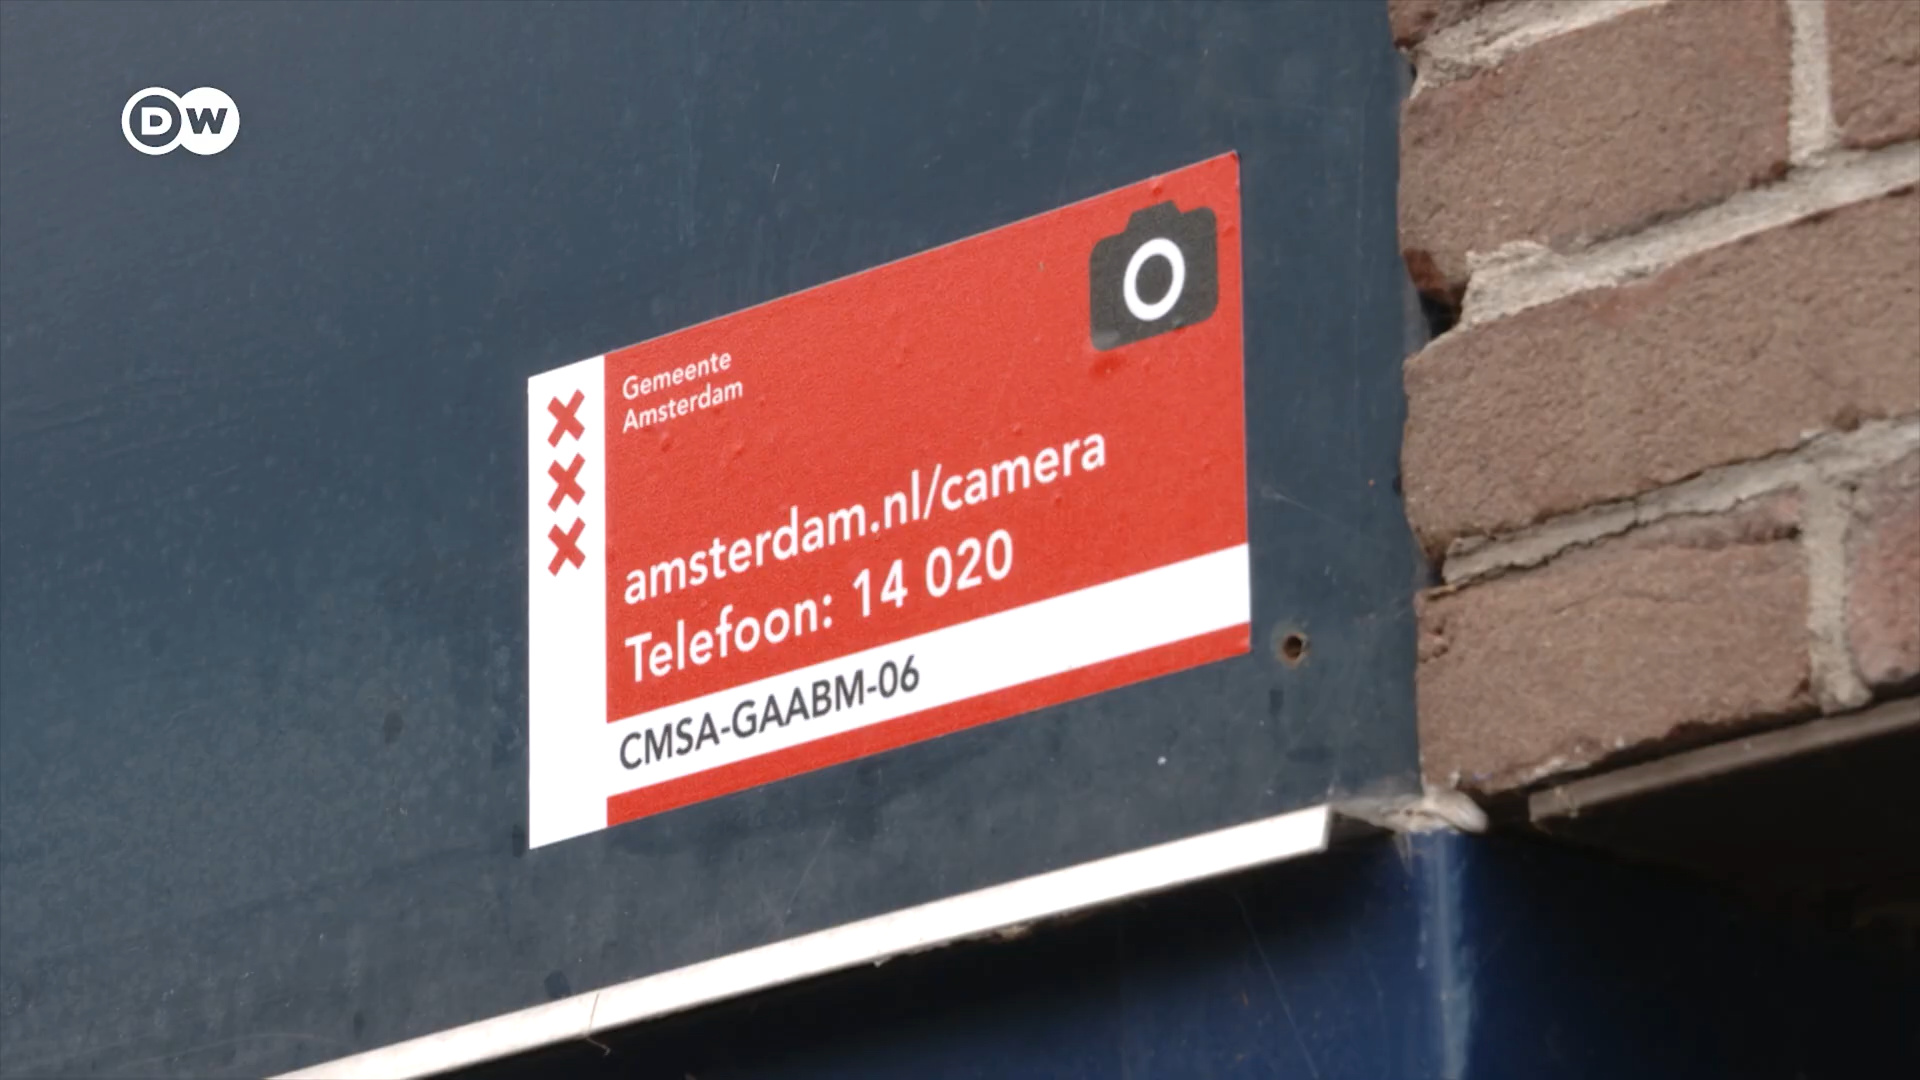 DW
Gemeente
Amsterdam
amsterdam.nl/camera
Telefoon: 14 020
CMSA-GAABM-06